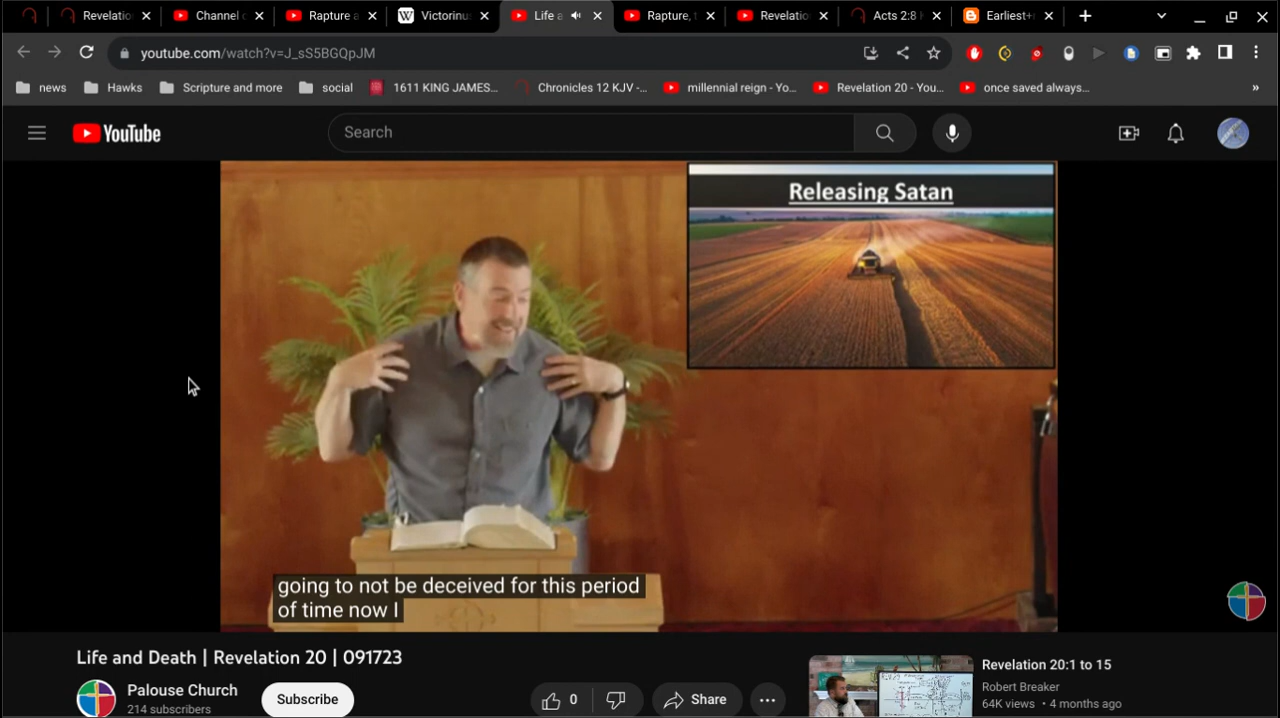 Revelatio
Channel
Rapture a
Victorinu
Life a
Rapture,
Revelatio
Acts 2:8
Earliest+
youtube.com/watch?v=J_sS5BGQpJM
news
Hawks
Scripture and more
social
1611 KING JAMES...
Chronicles 12 KJV -...
millennial reign - Yo...
Revelation 20 - You...
once saved always...
»
YouTube
Search
Releasing Satan
going to not be deceived for this period
of time now I
Life and Death | Revelation 20 | 091723
Palouse Church
214 subscribers
Subscribe
0
Share
Revelation 20:1 to 15
Robert Breaker
64K views • 4 months ago